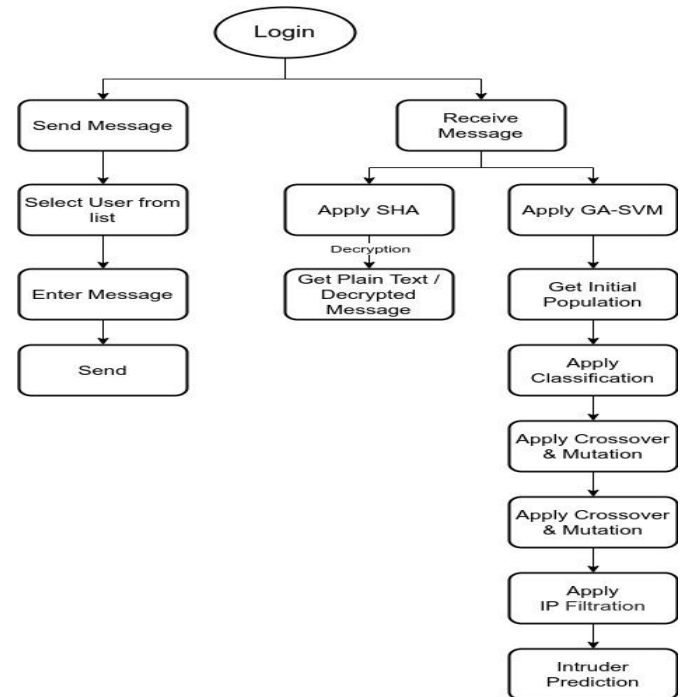 Login
Send Message
Receive
Message
Select User from
list
Apply SHA
Apply GA-SVM
Decryption
Enter Message
Get Plain Text /
Decrypted
Message
Get Initial
Population
Send
Apply
Classification
Apply Crossover
& Mutation
Apply Crossover
& Mutation
Apply
IP Filtration
Intruder
Prediction